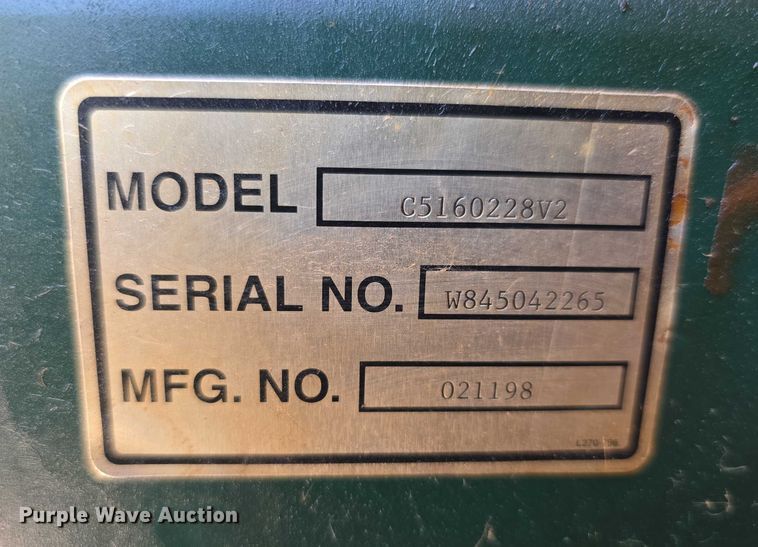 MODEL C5160228V2
SERIAL NO. W845042265
MFG. NO. 021198
Purple Wave Auction